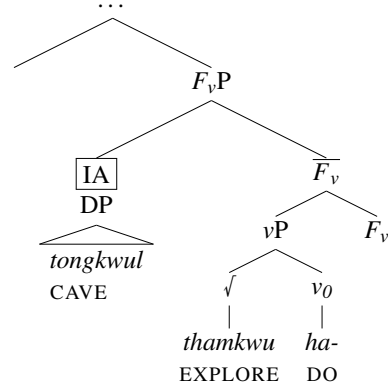 ...
F_vP
IA
DP
F̅_v̅
vP F_v
tongkwul
CAVE
√ v_0
thamkwu ha-
EXPLORE DO